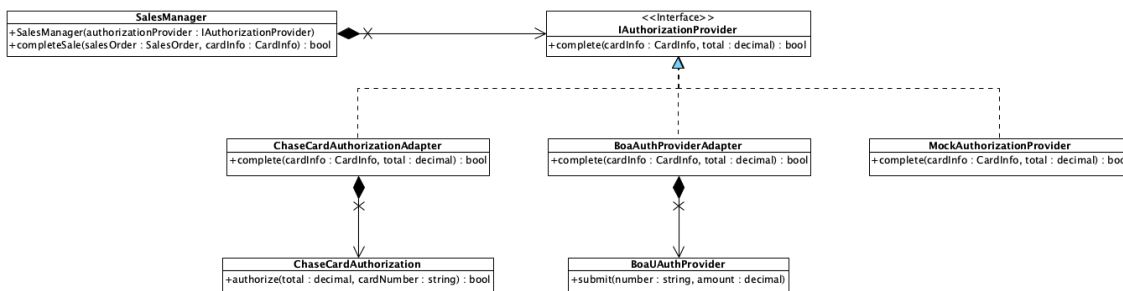 SalesManager
+SalesManager(authorizationProvider : IAuthorizationProvider)
+completeSale(salesOrder : SalesOrder, cardInfo : CardInfo) : bool
<<Interface>>
IAuthorizationProvider
+complete(cardInfo : CardInfo, total : decimal) : bool
ChaseCardAuthorizationAdapter
+complete(cardInfo : CardInfo, total : decimal) : bool
BoaAuthProviderAdapter
+complete(cardInfo : CardInfo, total : decimal) : bool
MockAuthorizationProvider
+complete(cardInfo : CardInfo, total : decimal) : bool
ChaseCardAuthorization
+authorize(total : decimal, cardNumber : string) : bool
BoaUAuthProvider
+submit(number : string, amount : decimal)